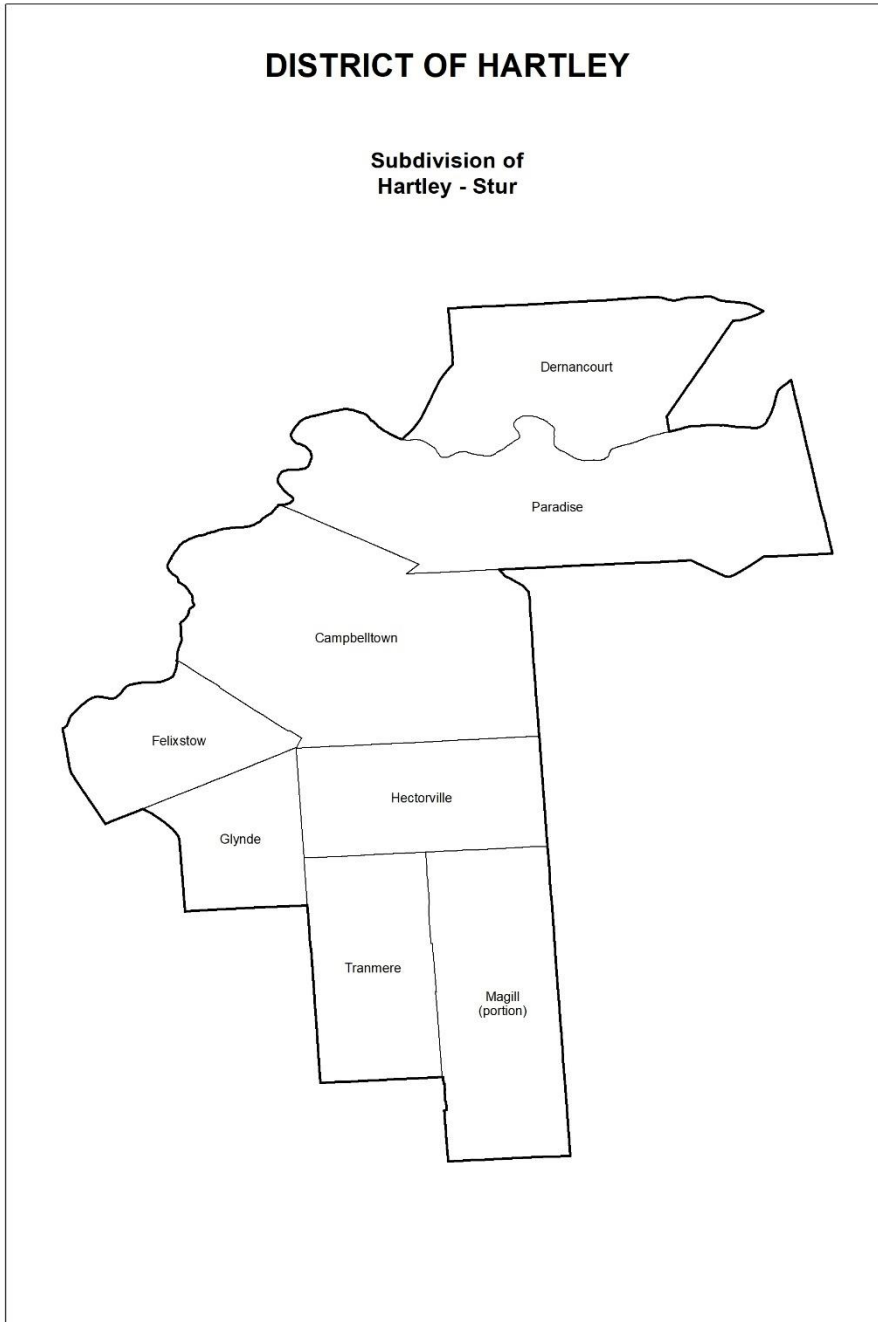 DISTRICT OF HARTLEY
Subdivision of
Hartley - Stur
Dernancourt
Paradise
Campbelltown
Felixstow
Hectorville
Glynde
Tranmere
Magill
(portion)